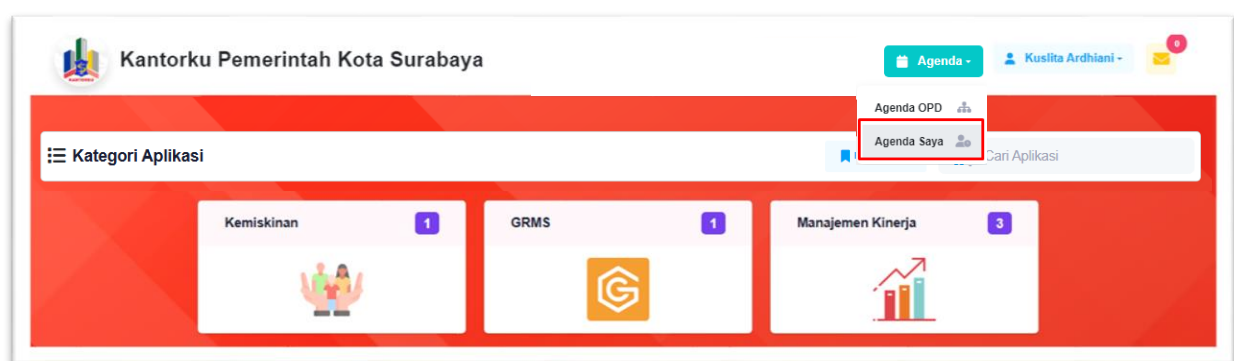 Kantorku Pemerintah Kota Surabaya
Agenda
Kuslita Ardhiani
0
Agenda OPD
Agenda Saya
Kategori Aplikasi
Cari Aplikasi
Kemiskinan 1
GRMS 1
Manajemen Kinerja 3